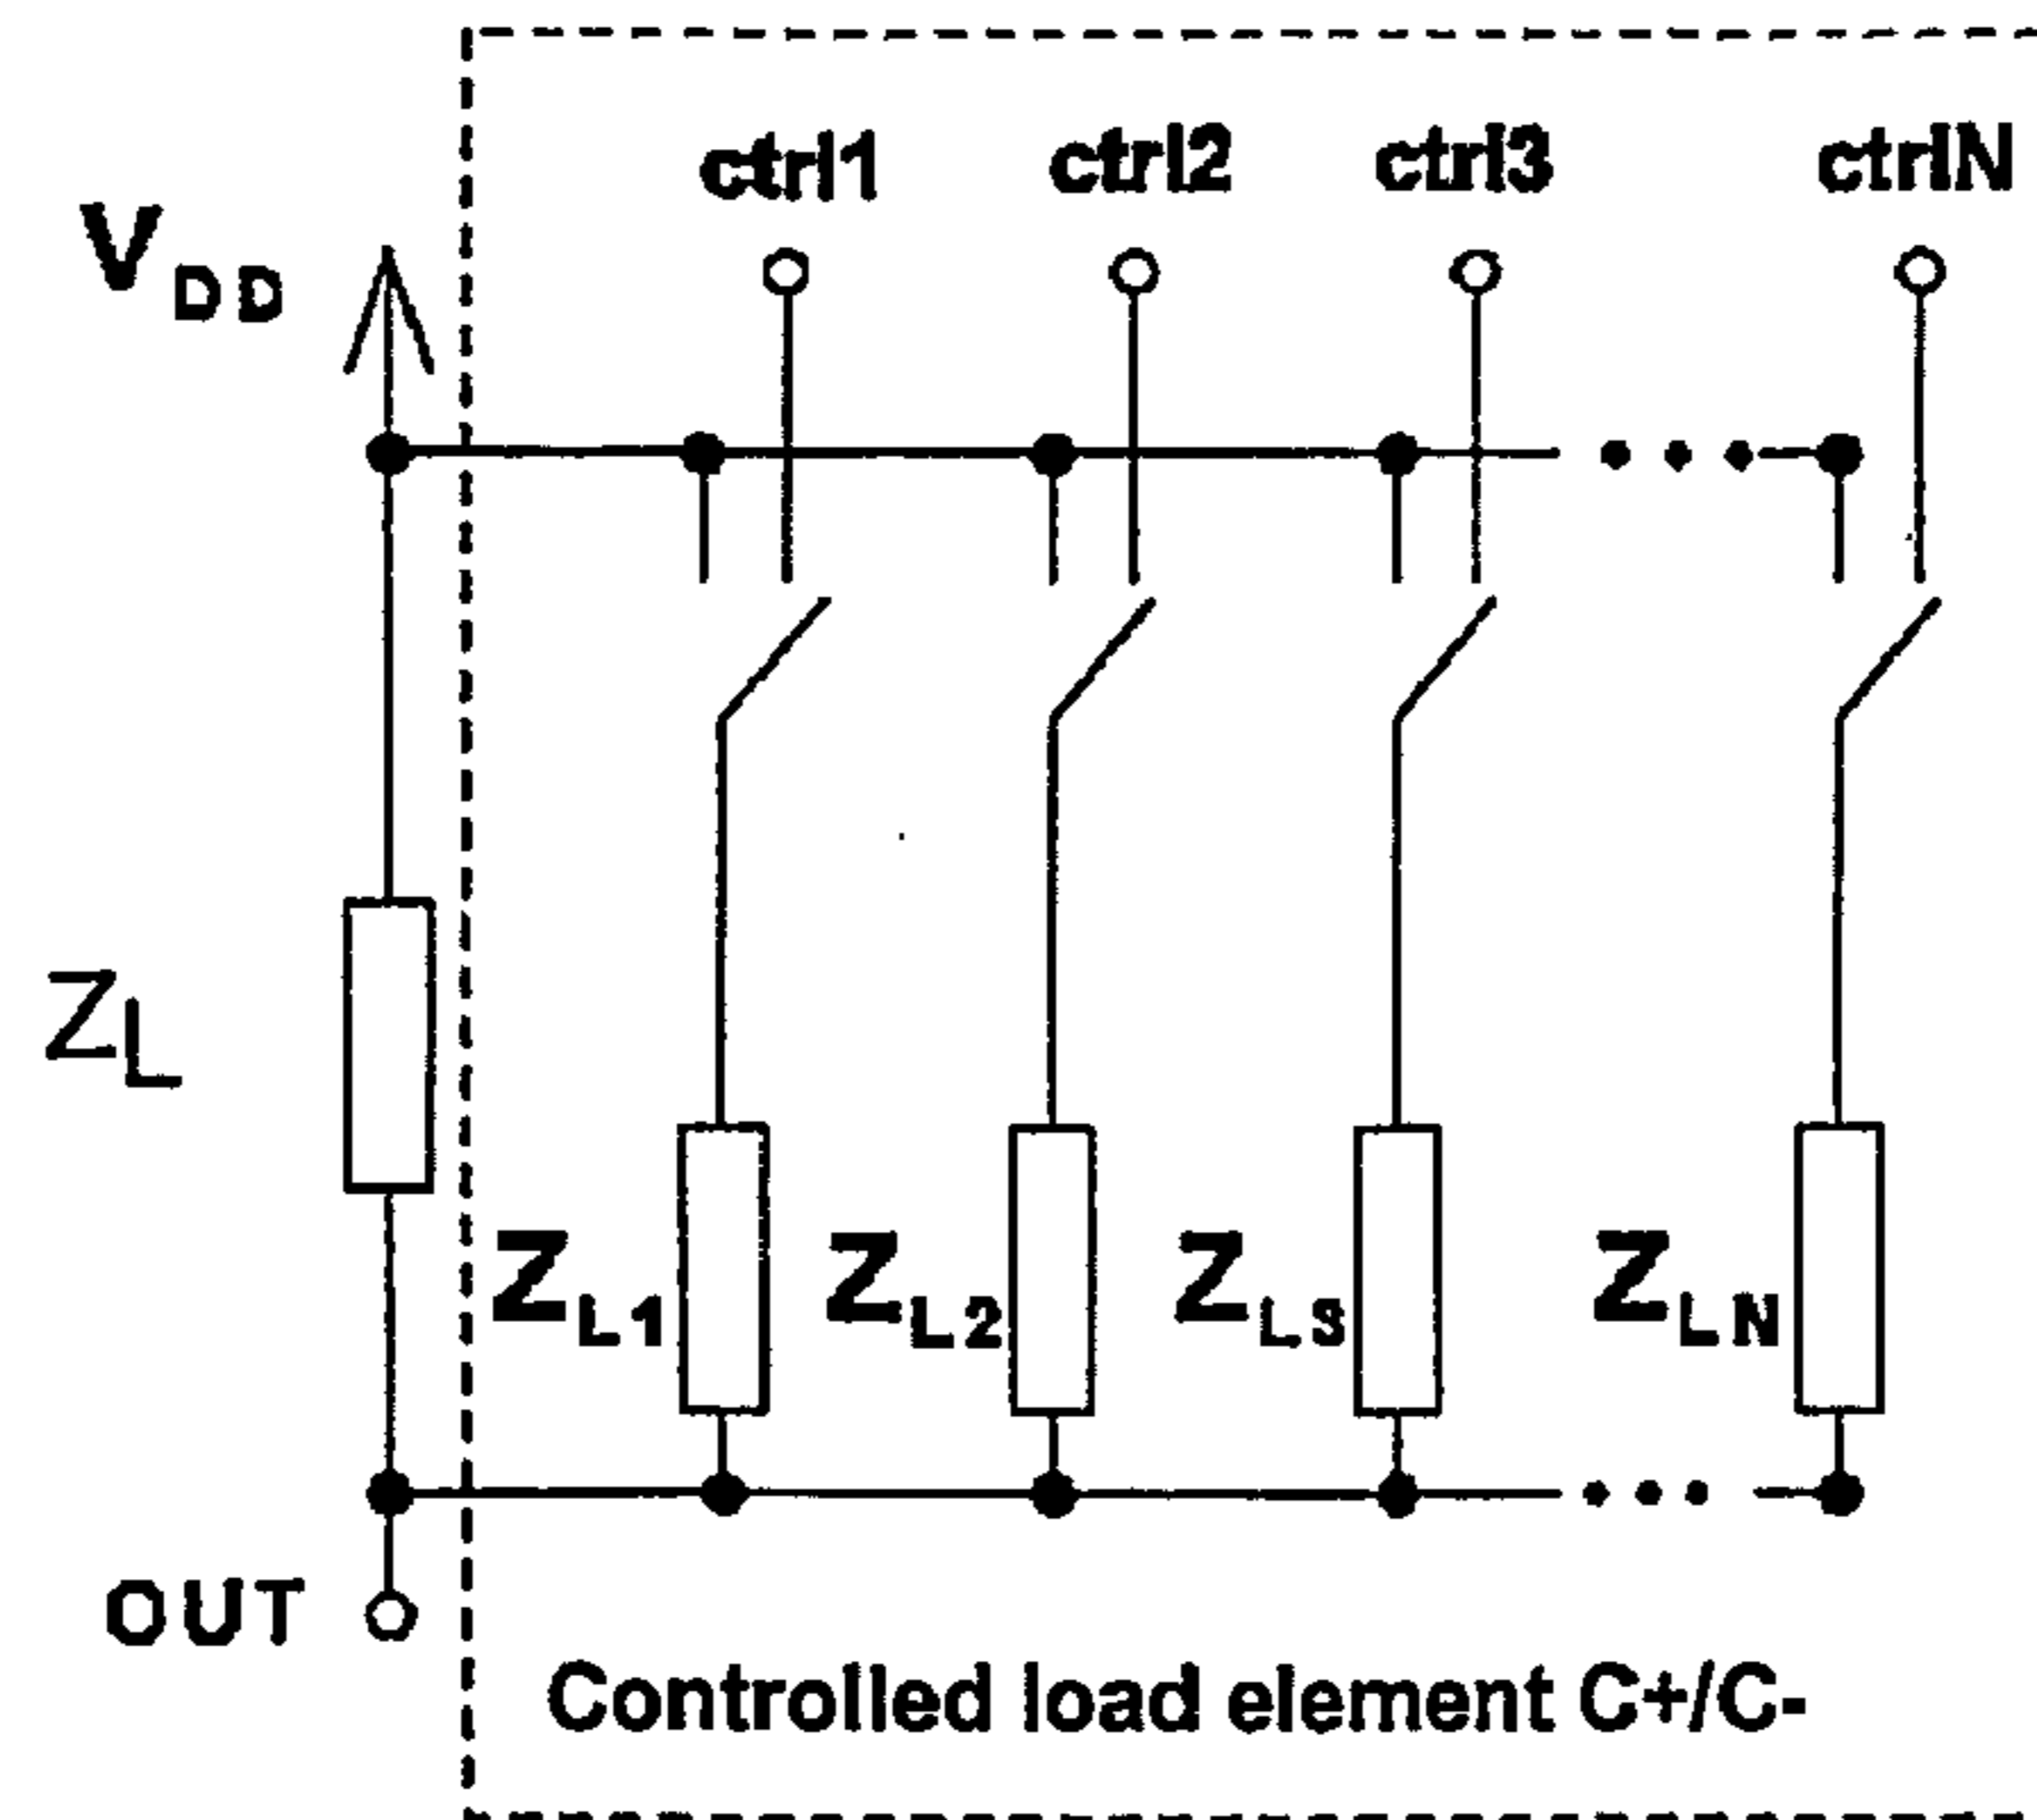 ctrl1 ctrl2 ctrl3 ctrlN
VDD
ZL
ZL1 ZL2 ZLS ZLN
OUT
Controlled load element C+/C-